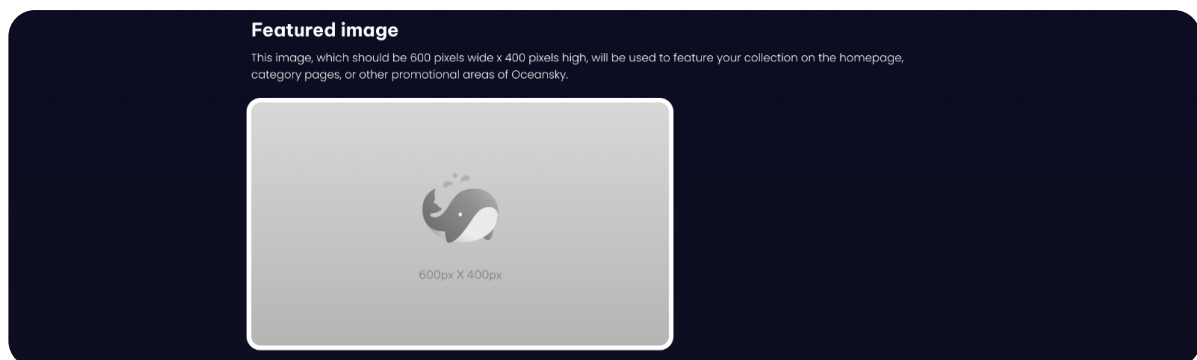 Featured image
This image, which should be 600 pixels wide x 400 pixels high, will be used to feature your collection on the homepage,
category pages, or other promotional areas of Oceansky.
600px X 400px